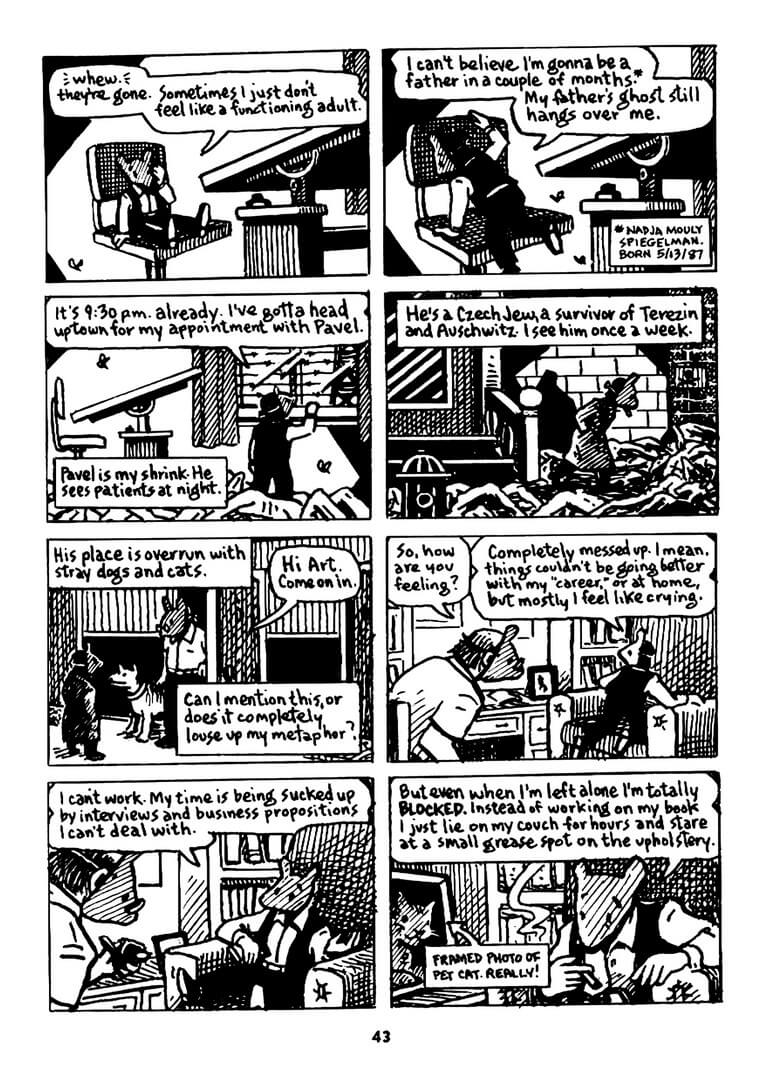 whew.
they're gone. Sometimes I just don't
feel like a functioning adult.
I can't believe I'm gonna be a
father in a couple of months.*
My father's ghost still
hangs over me.
* NADJA MOULY
SPIEGELMAN.
BORN 5/13/87
It's 9:30 pm. already. I've gotta head
uptown for my appointment with Pavel.
Pavel is my shrink. He
sees patients at night.
He's a Czech Jew, a survivor of Terezin
and Auschwitz. I see him once a week.
His place is overrun with
stray dogs and cats.
Hi Art.
Come on in.
Can I mention this, or
does it completely
louse up my metaphor?
So, how
are you
feeling?
Completely messed up. I mean,
things couldn't be going better
with my "career," or at home,
but mostly I feel like crying.
I can't work. My time is being sucked up
by interviews and business propositions
I can't deal with.
But even when I'm left alone I'm totally
BLOCKED. Instead of working on my book
I just lie on my couch for hours and stare
at a small grease spot on the upholstery.
FRAMED PHOTO OF
PET CAT. REALLY!
43